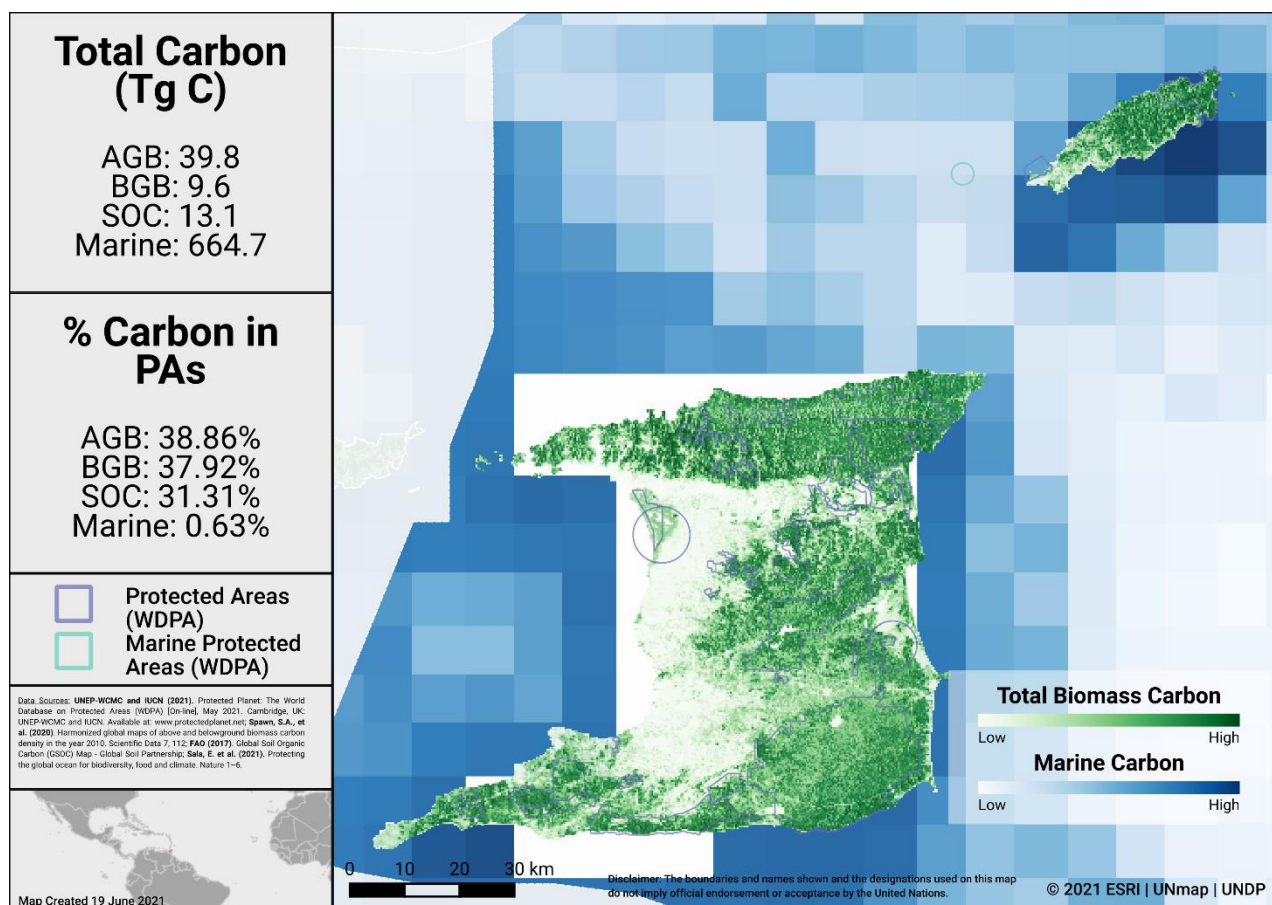 Total Carbon
(Tg C)
AGB: 39.8
BGB: 9.6
SOC: 13.1
Marine: 664.7
% Carbon in
PAs
AGB: 38.86%
BGB: 37.92%
SOC: 31.31%
Marine: 0.63%
Protected Areas
(WDPA)
Marine Protected
Areas (WDPA)
Data Sources: UNEP-WCMC and IUCN (2021). Protected Planet: The World
Database on Protected Areas (WDPA) [On-line], May 2021. Cambridge, UK:
UNEP-WCMC and IUCN. Available at: www.protectedplanet.net; Spawn, S.A., et
al. (2020). Harmonized global maps of above and belowground biomass carbon
density in the year 2010. Scientific Data 7, 112; FAO (2017). Global Soil Organic
Carbon (GSOC) Map - Global Soil Partnership; Sala, E. et al. (2021). Protecting
the global ocean for biodiversity, food and climate. Nature 1–6.
Map Created 19 June 2021
Total Biomass Carbon
Low High
Marine Carbon
Low High
0 10 20 30 km
Disclaimer: The boundaries and names shown and the designations used on this map
do not imply official endorsement or acceptance by the United Nations.
© 2021 ESRI | UNmap | UNDP